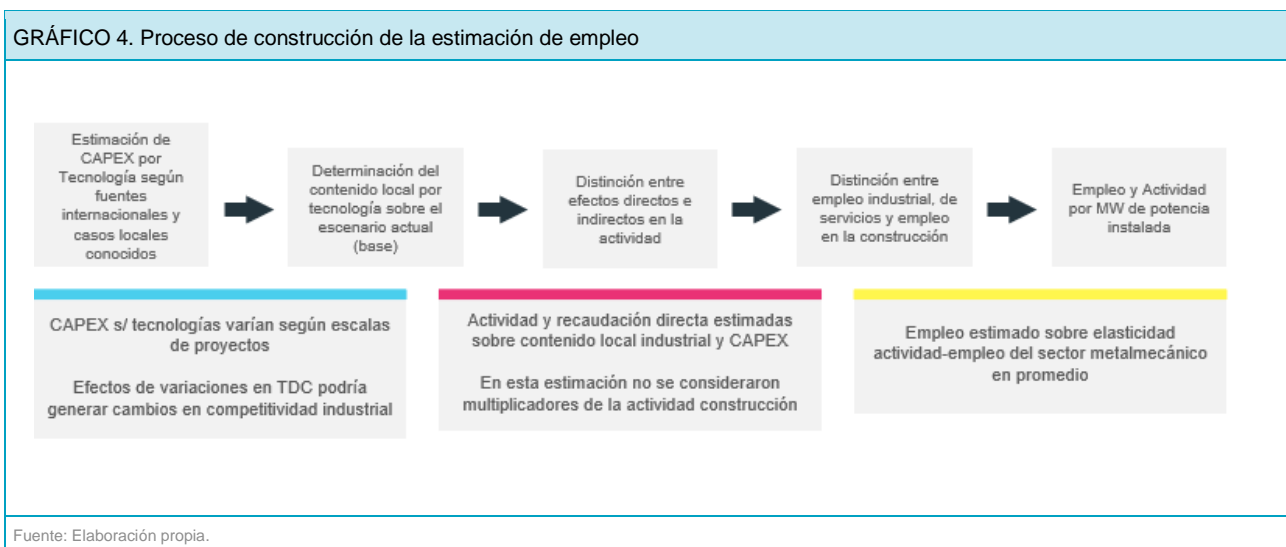 GRÁFICO 4. Proceso de construcción de la estimación de empleo
Estimación de
CAPEX por
Tecnología según
fuentes
internacionales y
casos locales
conocidos
Determinación del
contenido local por
tecnología sobre el
escenario actual
(base)
Distinción entre
efectos directos e
indirectos en la
actividad
Distinción entre
empleo industrial, de
servicios y empleo
en la construcción
Empleo y Actividad
por MW de potencia
instalada
CAPEX s/ tecnologías varían según escalas
de proyectos
Efectos de variaciones en TDC podría
generar cambios en competitividad industrial
Actividad y recaudación directa estimadas
sobre contenido local industrial y CAPEX
En esta estimación no se consideraron
multiplicadores de la actividad construcción
Empleo estimado sobre elasticidad
actividad-empleo del sector metalmecánico
en promedio
Fuente: Elaboración propia.